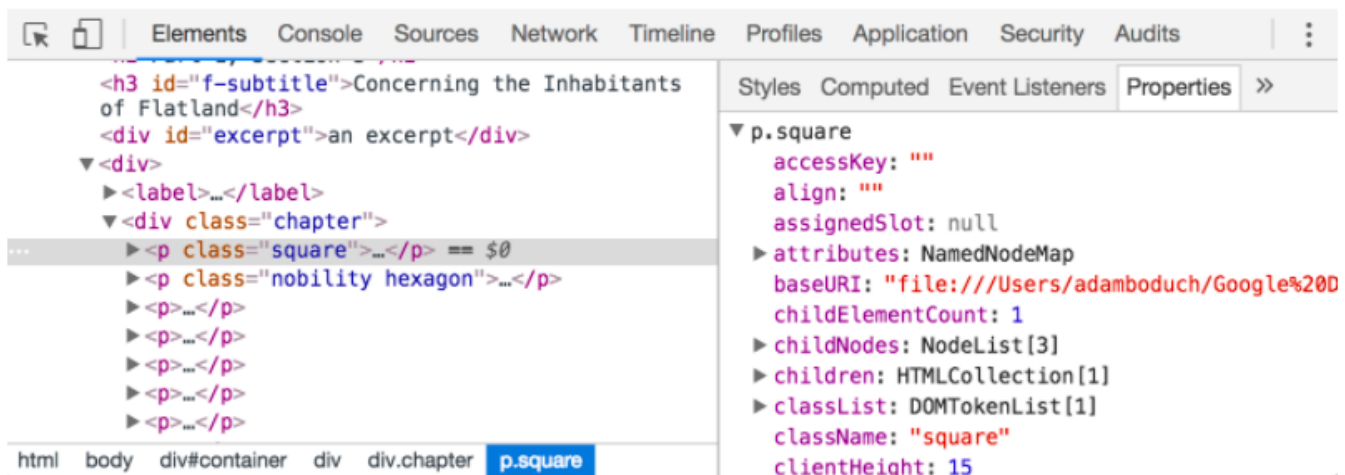 Elements Console Sources Network Timeline Profiles Application Security Audits
<h3 id="f-subtitle">Concerning the Inhabitants
of Flatland</h3>
<div id="excerpt">an excerpt</div>
▼<div>
▶<label>…</label>
▼<div class="chapter">
... ▶<p class="square">…</p> == $0
▶<p class="nobility hexagon">…</p>
▶<p>…</p>
▶<p>…</p>
▶<p>…</p>
▶<p>…</p>
▶<p>…</p>
html body div#container div div.chapter p.square
Styles Computed Event Listeners Properties »
▼p.square
accessKey: ""
align: ""
assignedSlot: null
▶attributes: NamedNodeMap
baseURI: "file:///Users/adamboduch/Google%20D
childElementCount: 1
▶childNodes: NodeList[3]
▶children: HTMLCollection[1]
▶classList: DOMTokenList[1]
className: "square"
clientHeight: 15